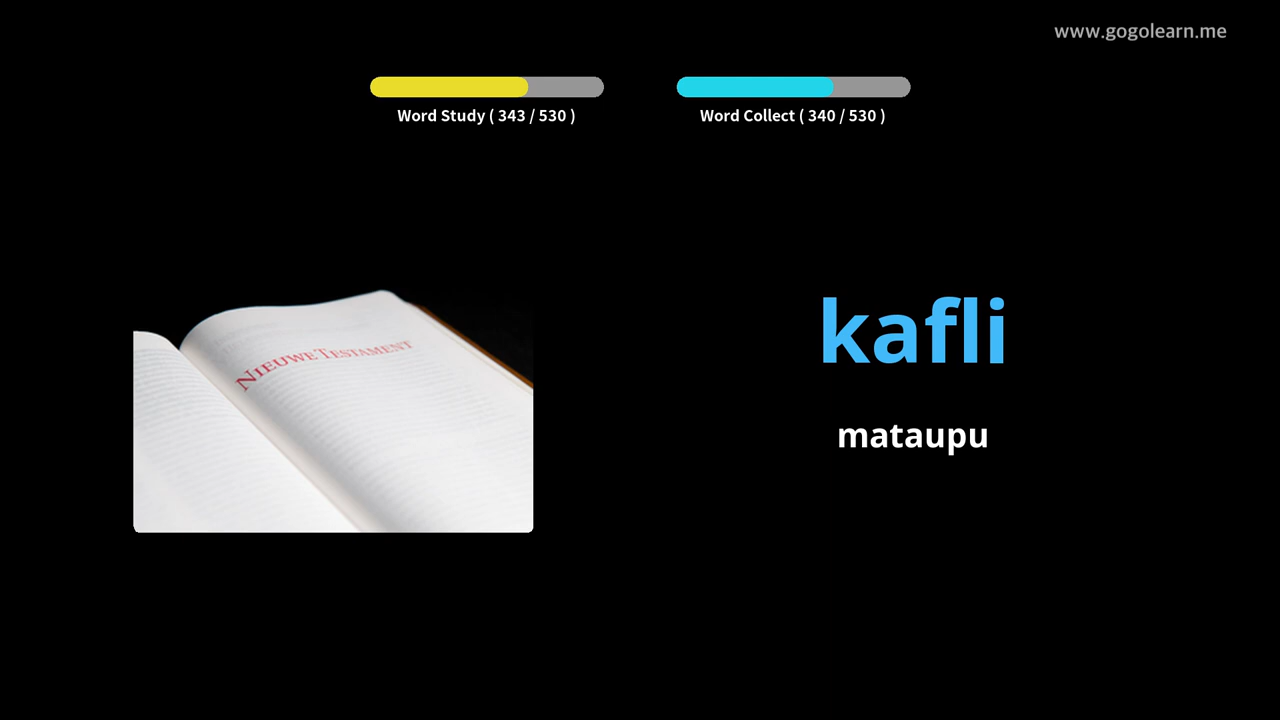 www.gogolearn.me
Word Study ( 343 / 530 )
Word Collect ( 340 / 530 )
NIEUWE TESTAMENT
kafli
mataupu